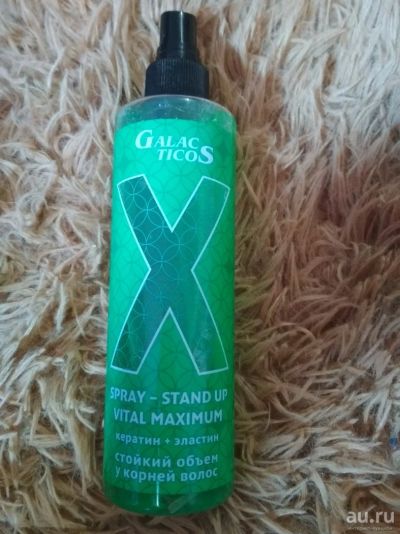 GALAC
TICOS
X
SPRAY – STAND UP
VITAL MAXIMUM
кератин + эластин
стойкий объем
у корней волос
au.ru